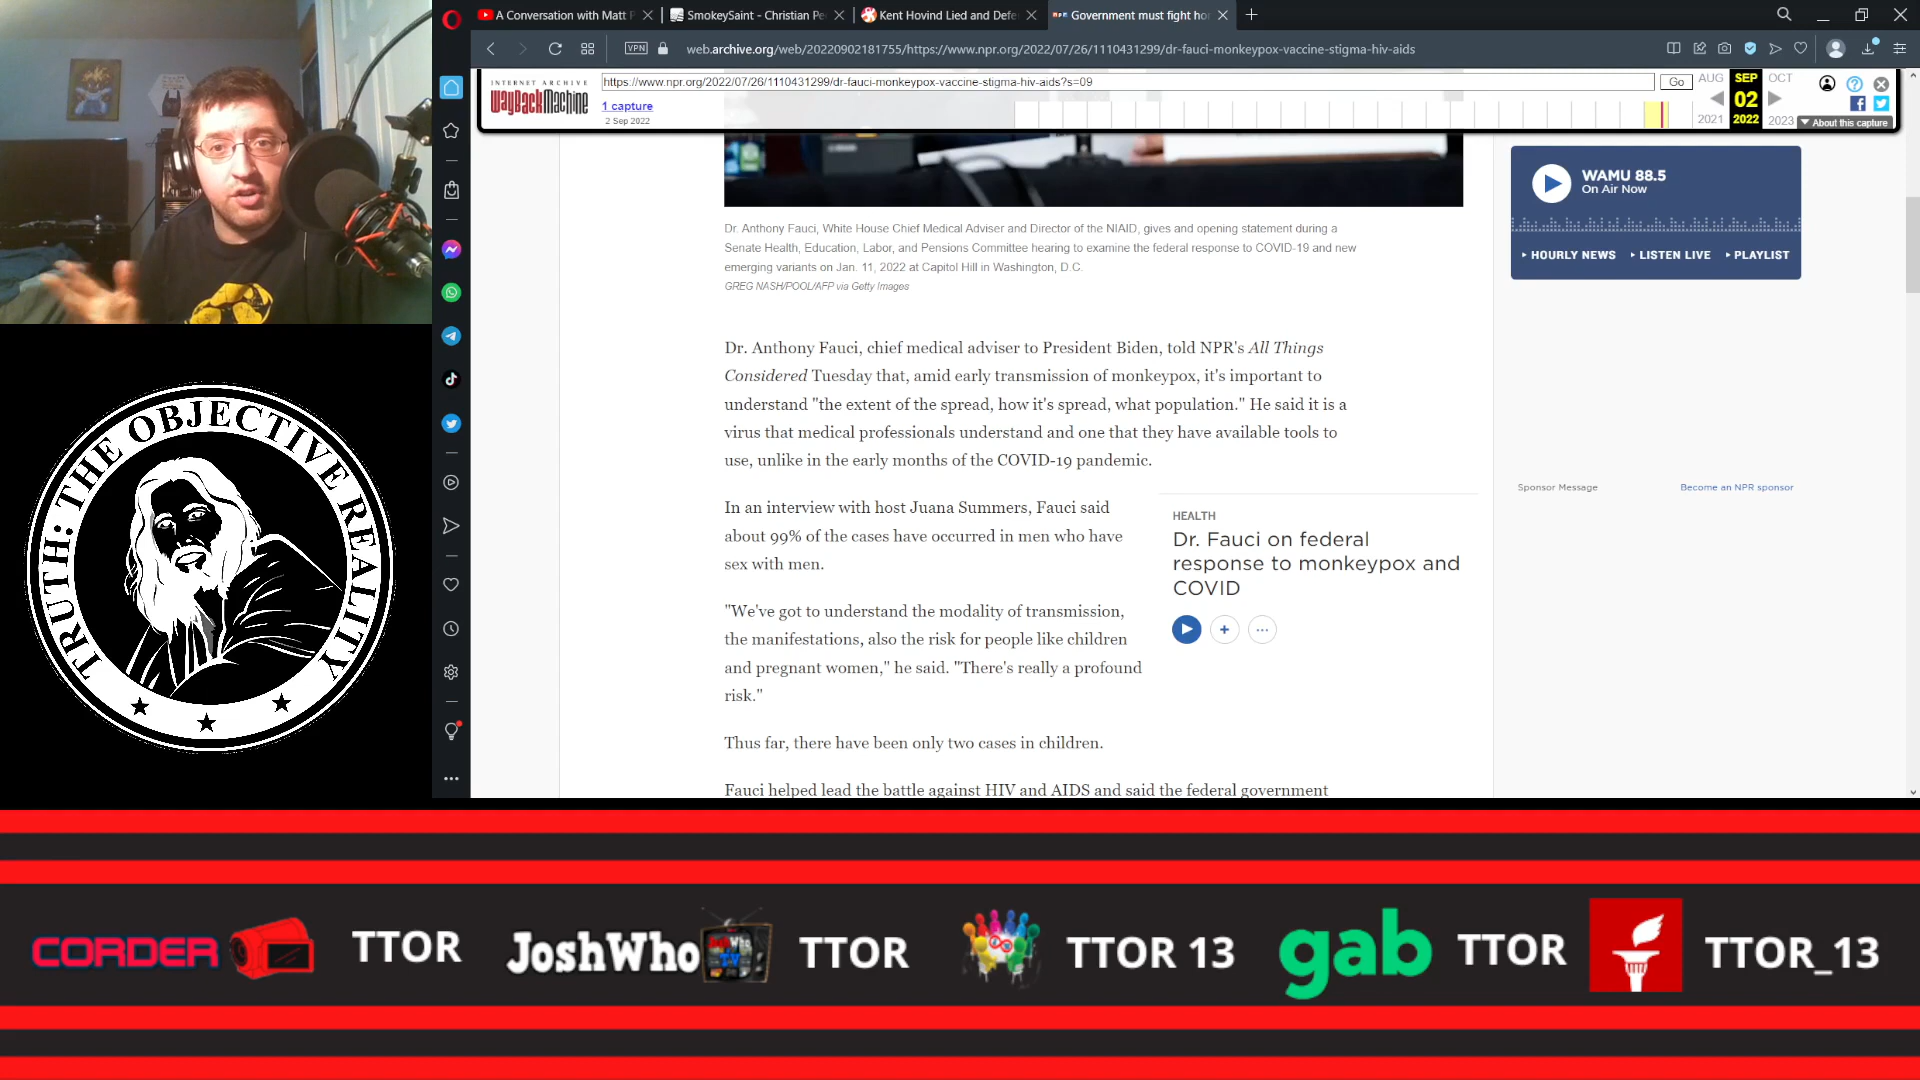 A Conversation with Matt P
SmokeySaint - Christian Pe
Kent Hovind Lied and Defe
Government must fight hor
VPN
web.archive.org/web/20220902181755/https://www.npr.org/2022/07/26/1110431299/dr-fauci-monkeypox-vaccine-stigma-hiv-aids
INTERNET ARCHIVE
WayBackMachine
https://www.npr.org/2022/07/26/1110431299/dr-fauci-monkeypox-vaccine-stigma-hiv-aids?s=09
Go
AUG
SEP
OCT
1 capture
02
2 Sep 2022
2021
2022
2023
About this capture
WAMU 88.5
On Air Now
HOURLY NEWS
LISTEN LIVE
PLAYLIST
Dr. Anthony Fauci, White House Chief Medical Adviser and Director of the NIAID, gives and opening statement during a
Senate Health, Education, Labor, and Pensions Committee hearing to examine the federal response to COVID-19 and new
emerging variants on Jan. 11, 2022 at Capitol Hill in Washington, D.C.
GREG NASH/POOL/AFP via Getty Images
Dr. Anthony Fauci, chief medical adviser to President Biden, told NPR's All Things
Considered Tuesday that, amid early transmission of monkeypox, it's important to
understand "the extent of the spread, how it's spread, what population." He said it is a
virus that medical professionals understand and one that they have available tools to
use, unlike in the early months of the COVID-19 pandemic.
Sponsor Message
Become an NPR sponsor
In an interview with host Juana Summers, Fauci said
about 99% of the cases have occurred in men who have
sex with men.
HEALTH
Dr. Fauci on federal
response to monkeypox and
COVID
"We've got to understand the modality of transmission,
the manifestations, also the risk for people like children
and pregnant women," he said. "There's really a profound
risk."
Thus far, there have been only two cases in children.
Fauci helped lead the battle against HIV and AIDS and said the federal government
TRUTH: THE OBJECTIVE REALITY
CORDER
TTOR
JoshWho
TV
TTOR
TTOR 13
gab
TTOR
TTOR_13